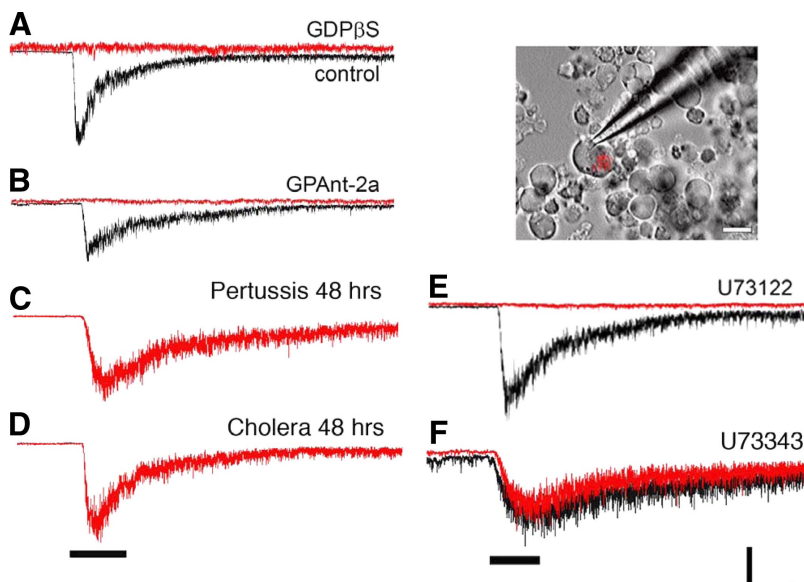 A
GDPβS
control
B
GPAnt-2a
C
Pertussis 48 hrs
D
Cholera 48 hrs
E
U73122
F
U73343